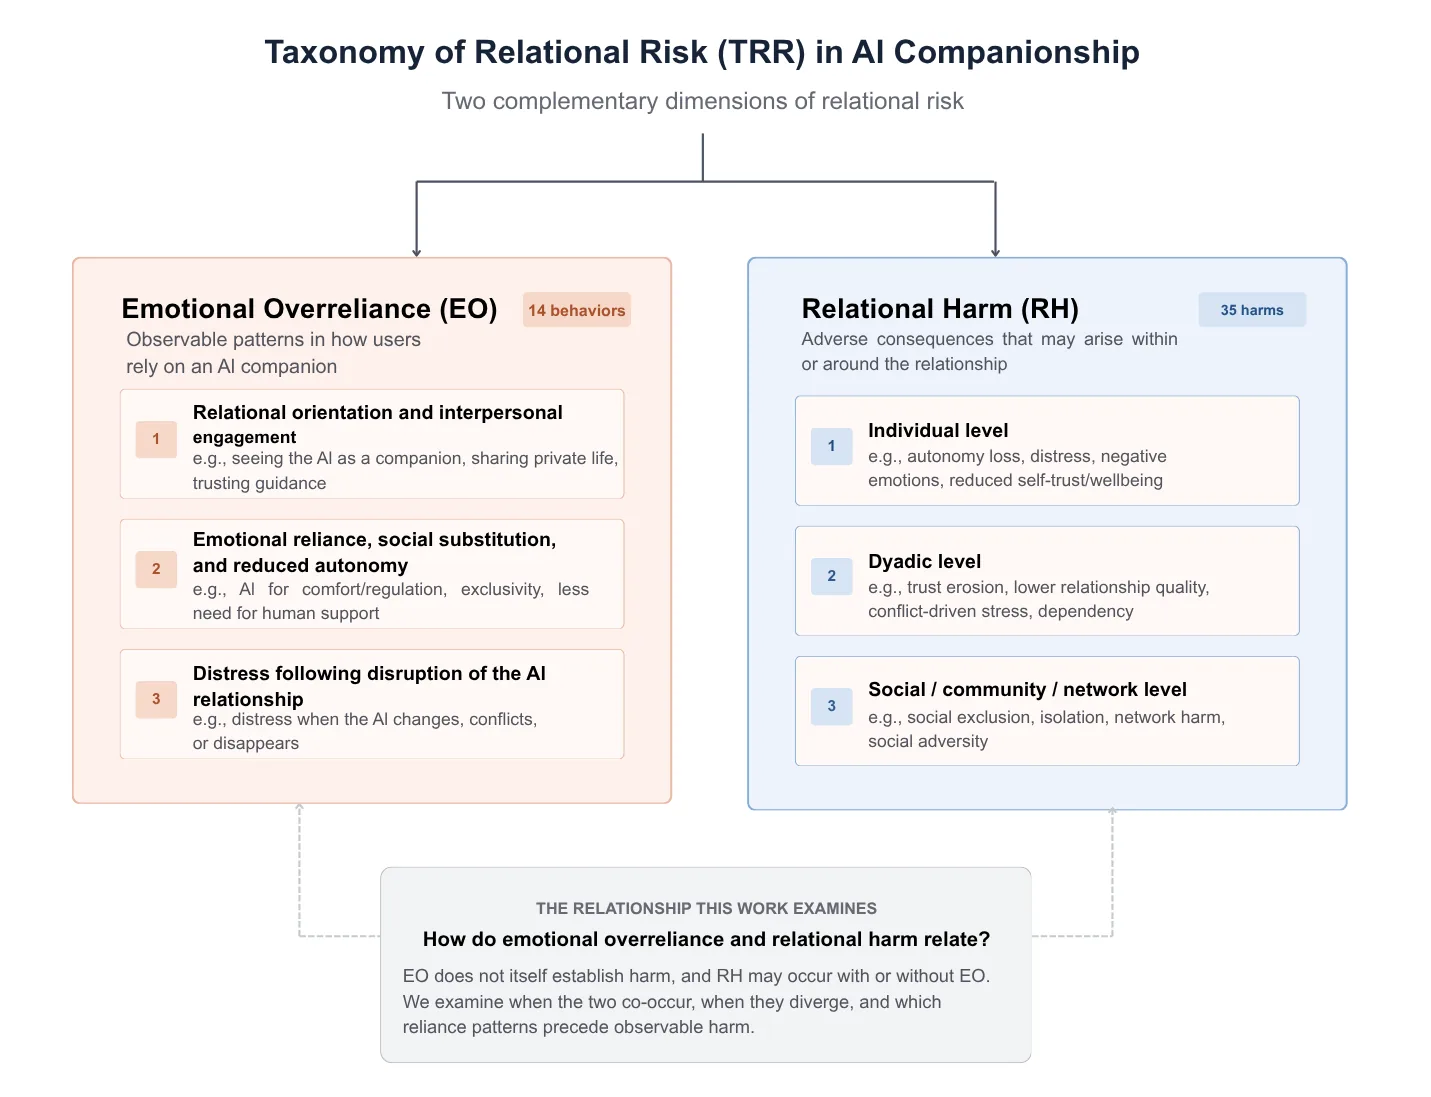 Taxonomy of Relational Risk (TRR) in AI Companionship
Two complementary dimensions of relational risk
Emotional Overreliance (EO)
14 behaviors
Observable patterns in how users
rely on an AI companion
1
Relational orientation and interpersonal
engagement
e.g., seeing the AI as a companion, sharing private life,
trusting guidance
2
Emotional reliance, social substitution,
and reduced autonomy
e.g., AI for comfort/regulation, exclusivity, less
need for human support
3
Distress following disruption of the AI
relationship
e.g., distress when the AI changes, conflicts,
or disappears
Relational Harm (RH)
35 harms
Adverse consequences that may arise within
or around the relationship
1
Individual level
e.g., autonomy loss, distress, negative
emotions, reduced self-trust/wellbeing
2
Dyadic level
e.g., trust erosion, lower relationship quality,
conflict-driven stress, dependency
3
Social / community / network level
e.g., social exclusion, isolation, network harm,
social adversity
THE RELATIONSHIP THIS WORK EXAMINES
How do emotional overreliance and relational harm relate?
EO does not itself establish harm, and RH may occur with or without EO.
We examine when the two co-occur, when they diverge, and which
reliance patterns precede observable harm.